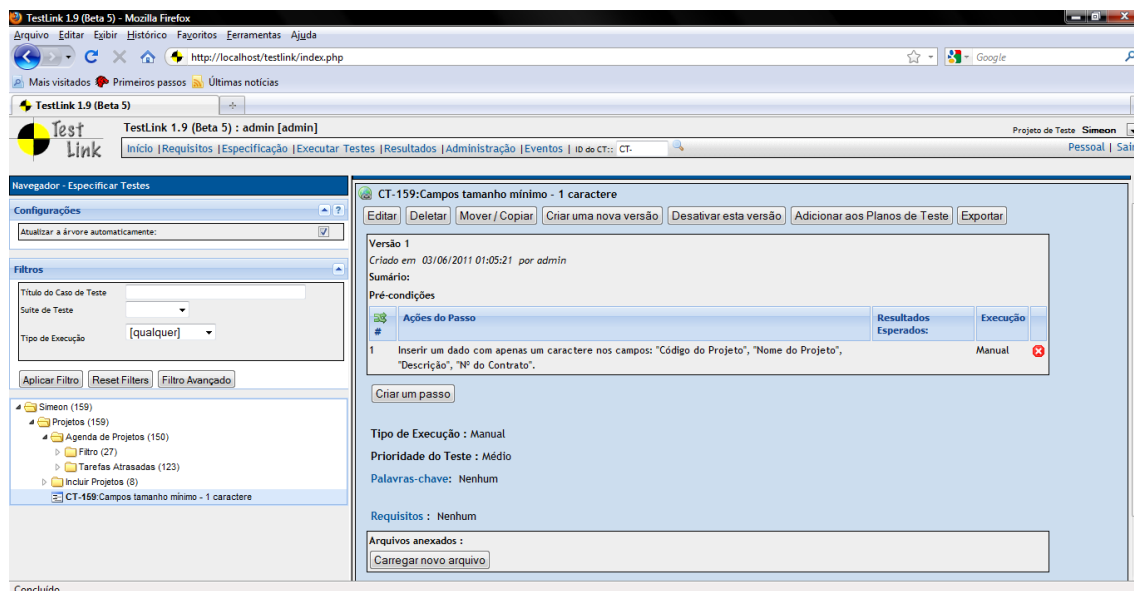 TestLink 1.9 (Beta 5) - Mozilla Firefox
Arquivo Editar Exibir Histórico Favoritos Ferramentas Ajuda
http://localhost/testlink/index.php
Google
Mais visitados Primeiros passos Últimas notícias
TestLink 1.9 (Beta 5)
Test Link
TestLink 1.9 (Beta 5) : admin [admin]
Projeto de Teste Simeon
Início |Requisitos |Especificação |Executar Testes |Resultados |Administração |Eventos | ID do CT:: CT-
Pessoal | Sair
Navegador - Especificar Testes
Configurações ?
Atualizar a árvore automaticamente:
Filtros
Título do Caso de Teste
Suite de Teste
Tipo de Execução [qualquer]
Aplicar Filtro Reset Filters Filtro Avançado
Simeon (159)
Projetos (159)
Agenda de Projetos (150)
Filtro (27)
Tarefas Atrasadas (123)
Incluir Projetos (8)
CT-159:Campos tamanho mínimo - 1 caractere
CT-159:Campos tamanho mínimo - 1 caractere
Editar Deletar Mover / Copiar Criar uma nova versão Desativar esta versão Adicionar aos Planos de Teste Exportar
Versão 1
Criado em 03/06/2011 01:05:21 por admin
Sumário:
Pré-condições
# Ações do Passo Resultados Esperados: Execução
1 Inserir um dado com apenas um caractere nos campos: "Código do Projeto", "Nome do Projeto", Manual
"Descrição", "Nº do Contrato".
Criar um passo
Tipo de Execução : Manual
Prioridade do Teste : Médio
Palavras-chave: Nenhum
Requisitos : Nenhum
Arquivos anexados :
Carregar novo arquivo
Concluído